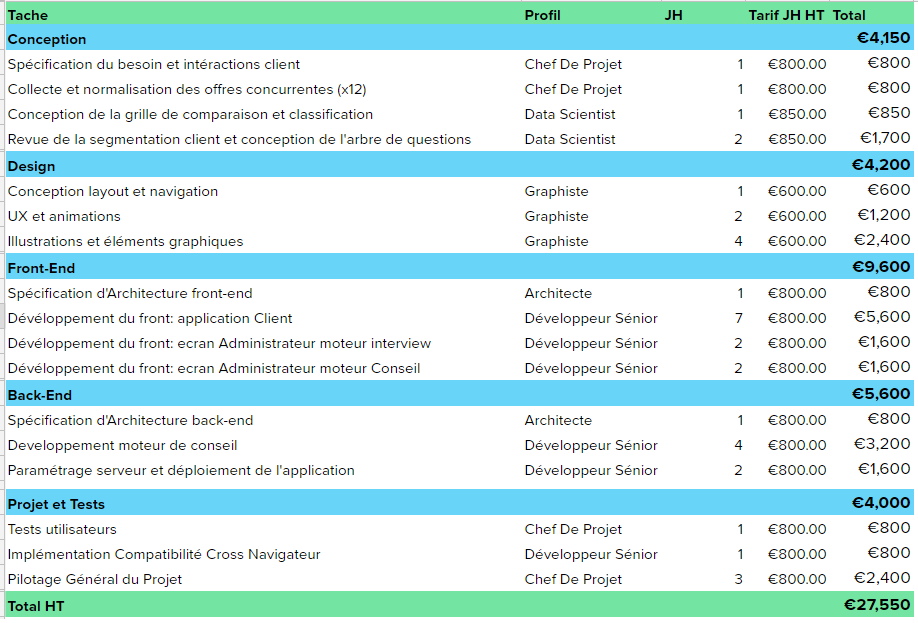 Tache Profil JH Tarif JH HT Total
Conception €4,150
Spécification du besoin et intéractions client Chef De Projet 1 €800.00 €800
Collecte et normalisation des offres concurrentes (x12) Chef De Projet 1 €800.00 €800
Conception de la grille de comparaison et classification Data Scientist 1 €850.00 €850
Revue de la segmentation client et conception de l'arbre de questions Data Scientist 2 €850.00 €1,700
Design €4,200
Conception layout et navigation Graphiste 1 €600.00 €600
UX et animations Graphiste 2 €600.00 €1,200
Illustrations et éléments graphiques Graphiste 4 €600.00 €2,400
Front-End €9,600
Spécification d'Architecture front-end Architecte 1 €800.00 €800
Dévéloppement du front: application Client Développeur Sénior 7 €800.00 €5,600
Dévéloppement du front: ecran Administrateur moteur interview Développeur Sénior 2 €800.00 €1,600
Dévéloppement du front: ecran Administrateur moteur Conseil Développeur Sénior 2 €800.00 €1,600
Back-End €5,600
Spécification d'Architecture back-end Architecte 1 €800.00 €800
Developpement moteur de conseil Développeur Sénior 4 €800.00 €3,200
Paramétrage serveur et déploiement de l'application Développeur Sénior 2 €800.00 €1,600
Projet et Tests €4,000
Tests utilisateurs Chef De Projet 1 €800.00 €800
Implémentation Compatibilité Cross Navigateur Développeur Sénior 1 €800.00 €800
Pilotage Général du Projet Chef De Projet 3 €800.00 €2,400
Total HT €27,550